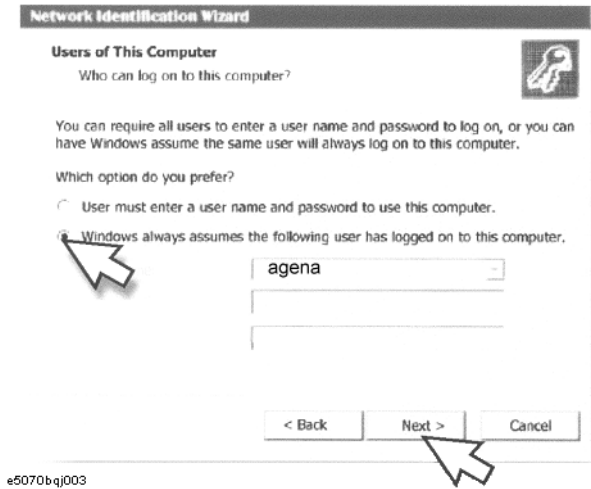 Network Identification Wizard
Users of This Computer
Who can log on to this computer?
You can require all users to enter a user name and password to log on, or you can
have Windows assume the same user will always log on to this computer.
Which option do you prefer?
User must enter a user name and password to use this computer.
Windows always assumes the following user has logged on to this computer.
agena
< Back Next > Cancel
e5070bqj003